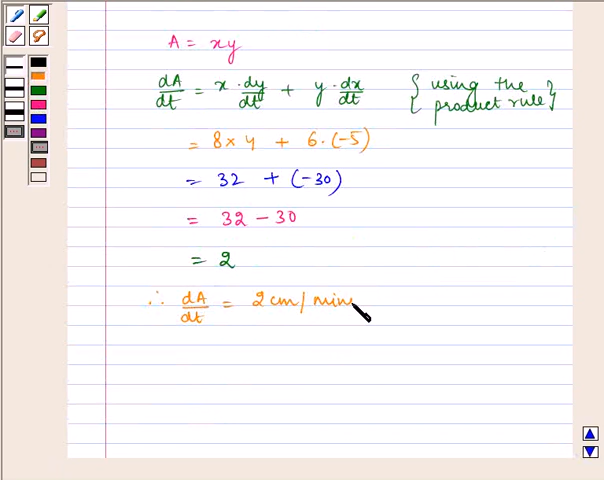 A = xy
dA/dt = x · dy/dt + y · dx/dt { using the product rule }
= 8 × 4 + 6 · (-5)
= 32 + (-30)
= 32 - 30
= 2
∴ dA/dt = 2 cm/mins